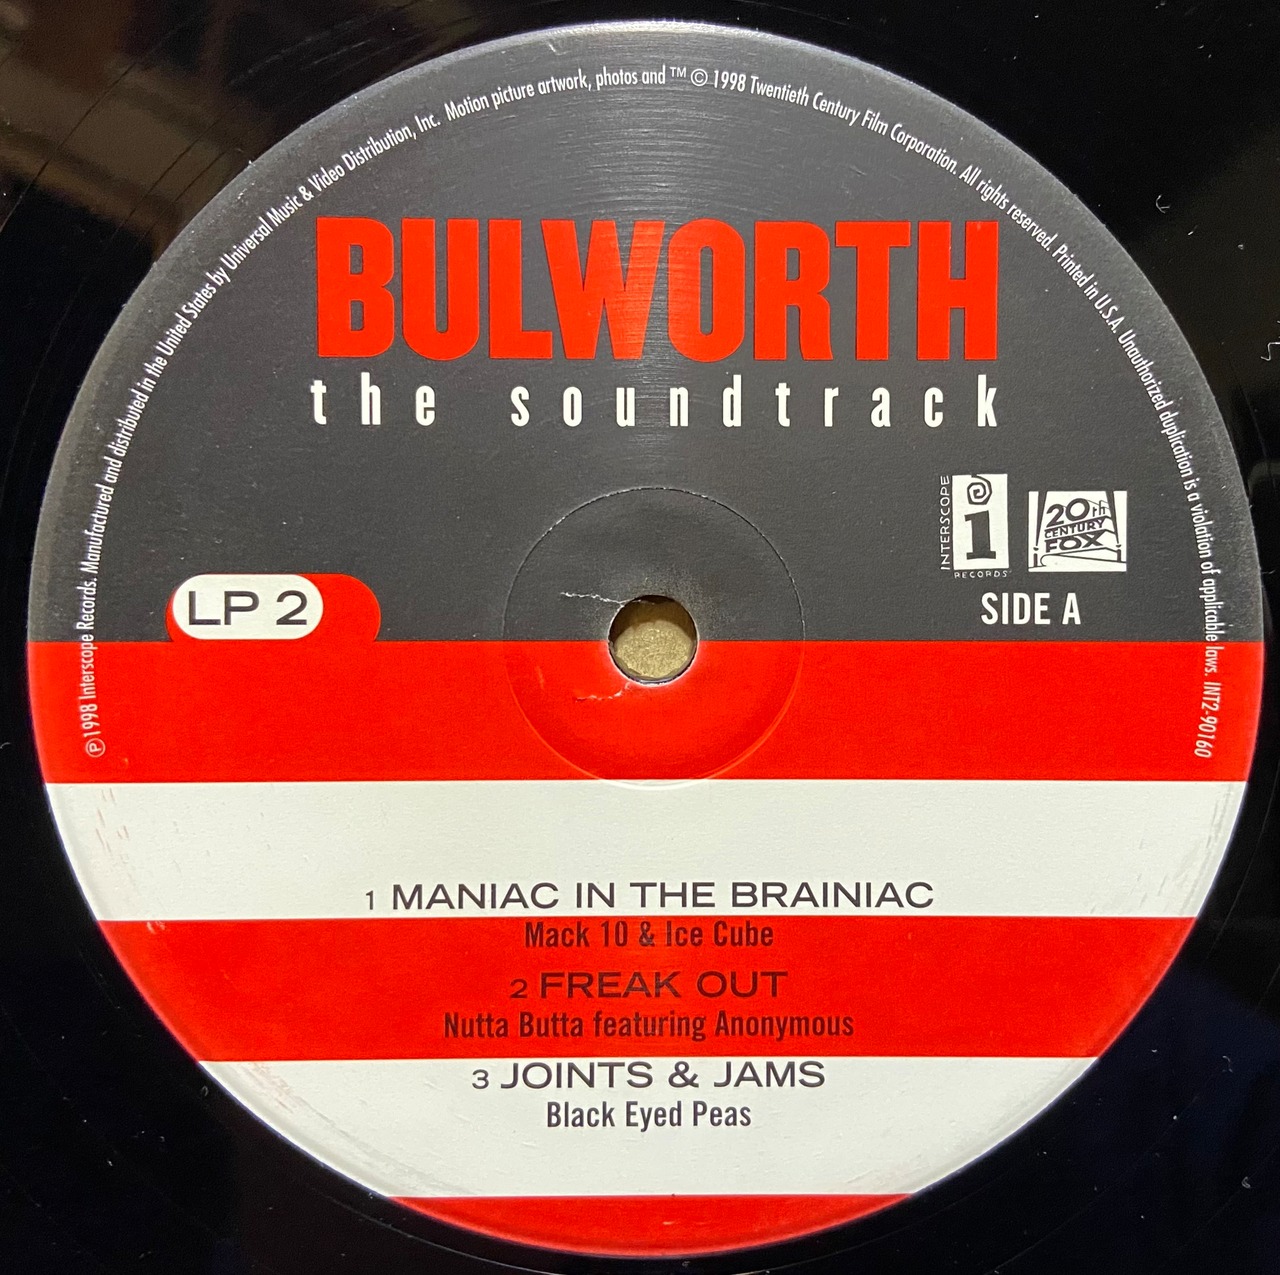 ℗ 1998 Interscope Records. Manufactured and distributed in the United States by Universal Music & Video Distribution, Inc. Motion picture artwork, photos and ™ © 1998 Twentieth Century Film Corporation. All rights reserved. Printed in U.S.A. Unauthorized duplication is a violation of applicable laws. INT2-90160
BULWORTH
the soundtrack
INTERSCOPE
i
RECORDS
20th
CENTURY
FOX
LP 2
SIDE A
1 MANIAC IN THE BRAINIAC
Mack 10 & Ice Cube
2 FREAK OUT
Nutta Butta featuring Anonymous
3 JOINTS & JAMS
Black Eyed Peas